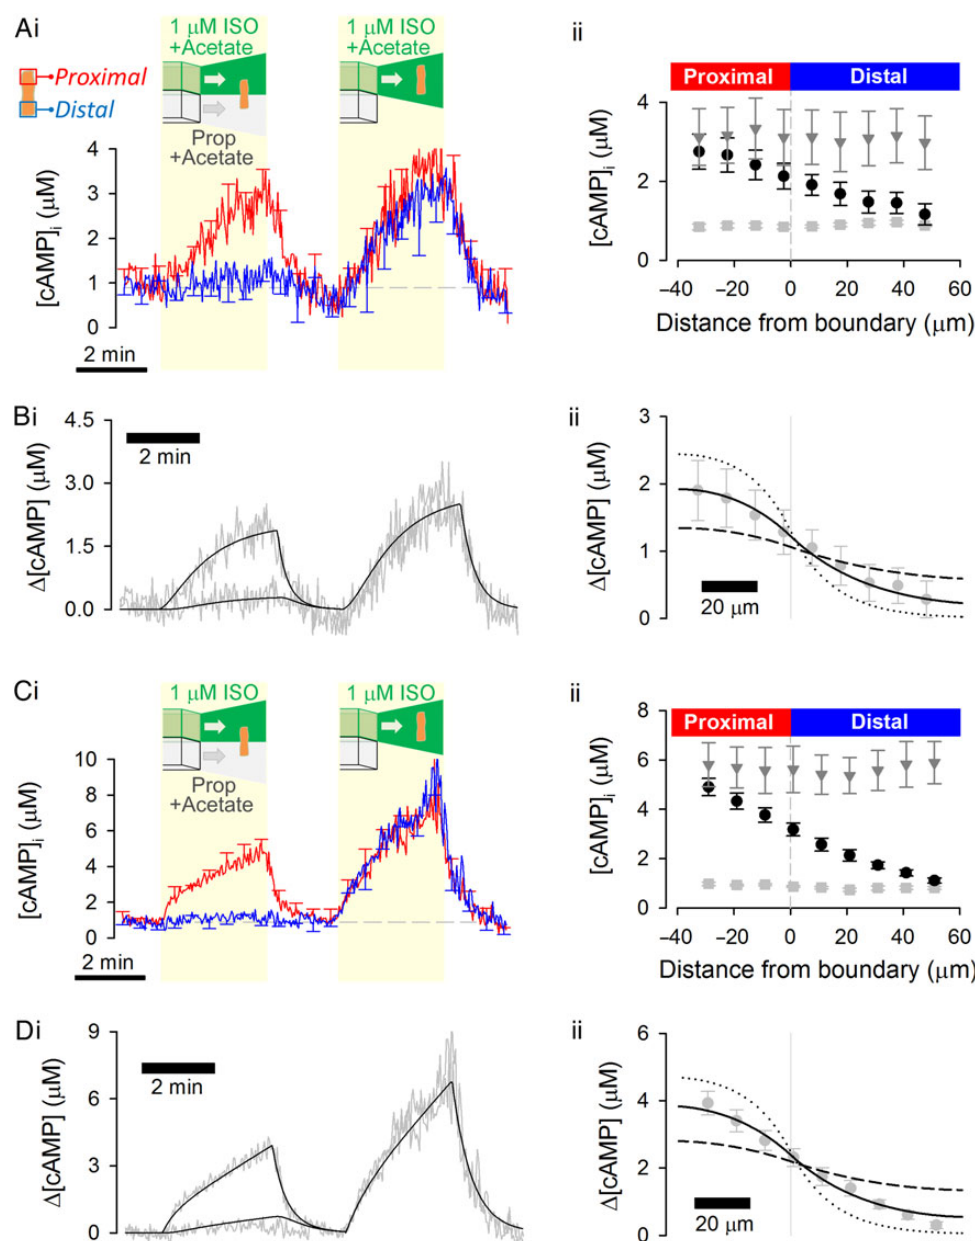 Ai
1 μM ISO
+Acetate
1 μM ISO
+Acetate
Proximal
Distal
Prop
+Acetate
[cAMP]i (μM)
4
3
2
1
0
2 min
ii
Proximal
Distal
[cAMP]i (μM)
4
2
0
−40
−20
0
20
40
60
Distance from boundary (μm)
Bi
Δ[cAMP] (μM)
4.5
3.0
1.5
0.0
2 min
ii
Δ[cAMP] (μM)
3
2
1
0
20 μm
Ci
1 μM ISO
1 μM ISO
Prop
+Acetate
[cAMP]i (μM)
10
8
6
4
2
0
2 min
ii
Proximal
Distal
[cAMP]i (μM)
8
6
4
2
0
−40
−20
0
20
40
60
Distance from boundary (μm)
Di
Δ[cAMP] (μM)
9
6
3
0
2 min
ii
Δ[cAMP] (μM)
6
4
2
0
20 μm